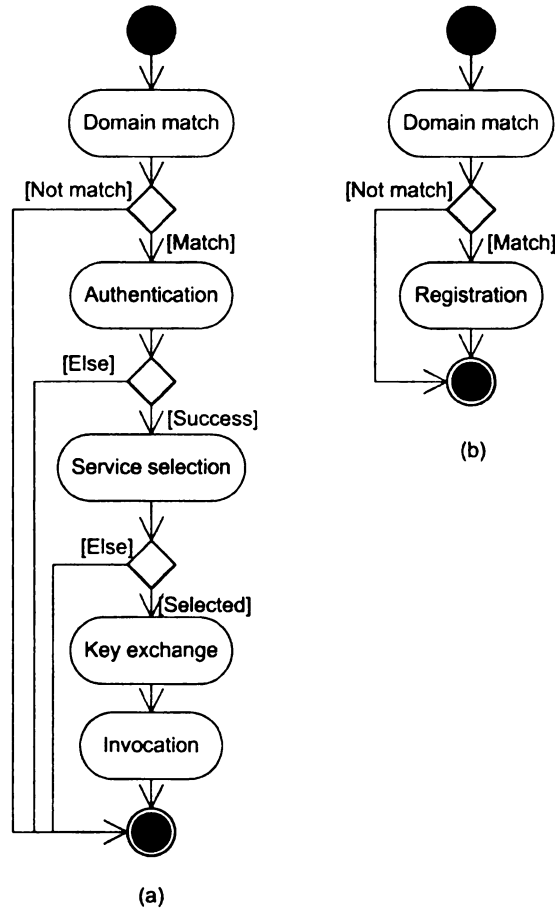 Domain match
[Not match]
[Match]
Authentication
[Else]
[Success]
Service selection
[Else]
[Selected]
Key exchange
Invocation
(a)
Domain match
[Not match]
[Match]
Registration
(b)